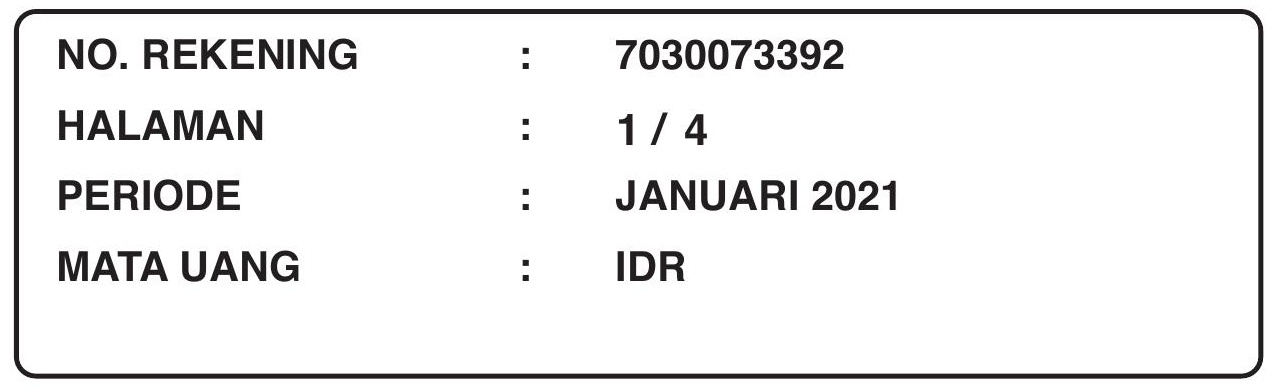 NO. REKENING : 7030073392
HALAMAN : 1 / 4
PERIODE : JANUARI 2021
MATA UANG : IDR